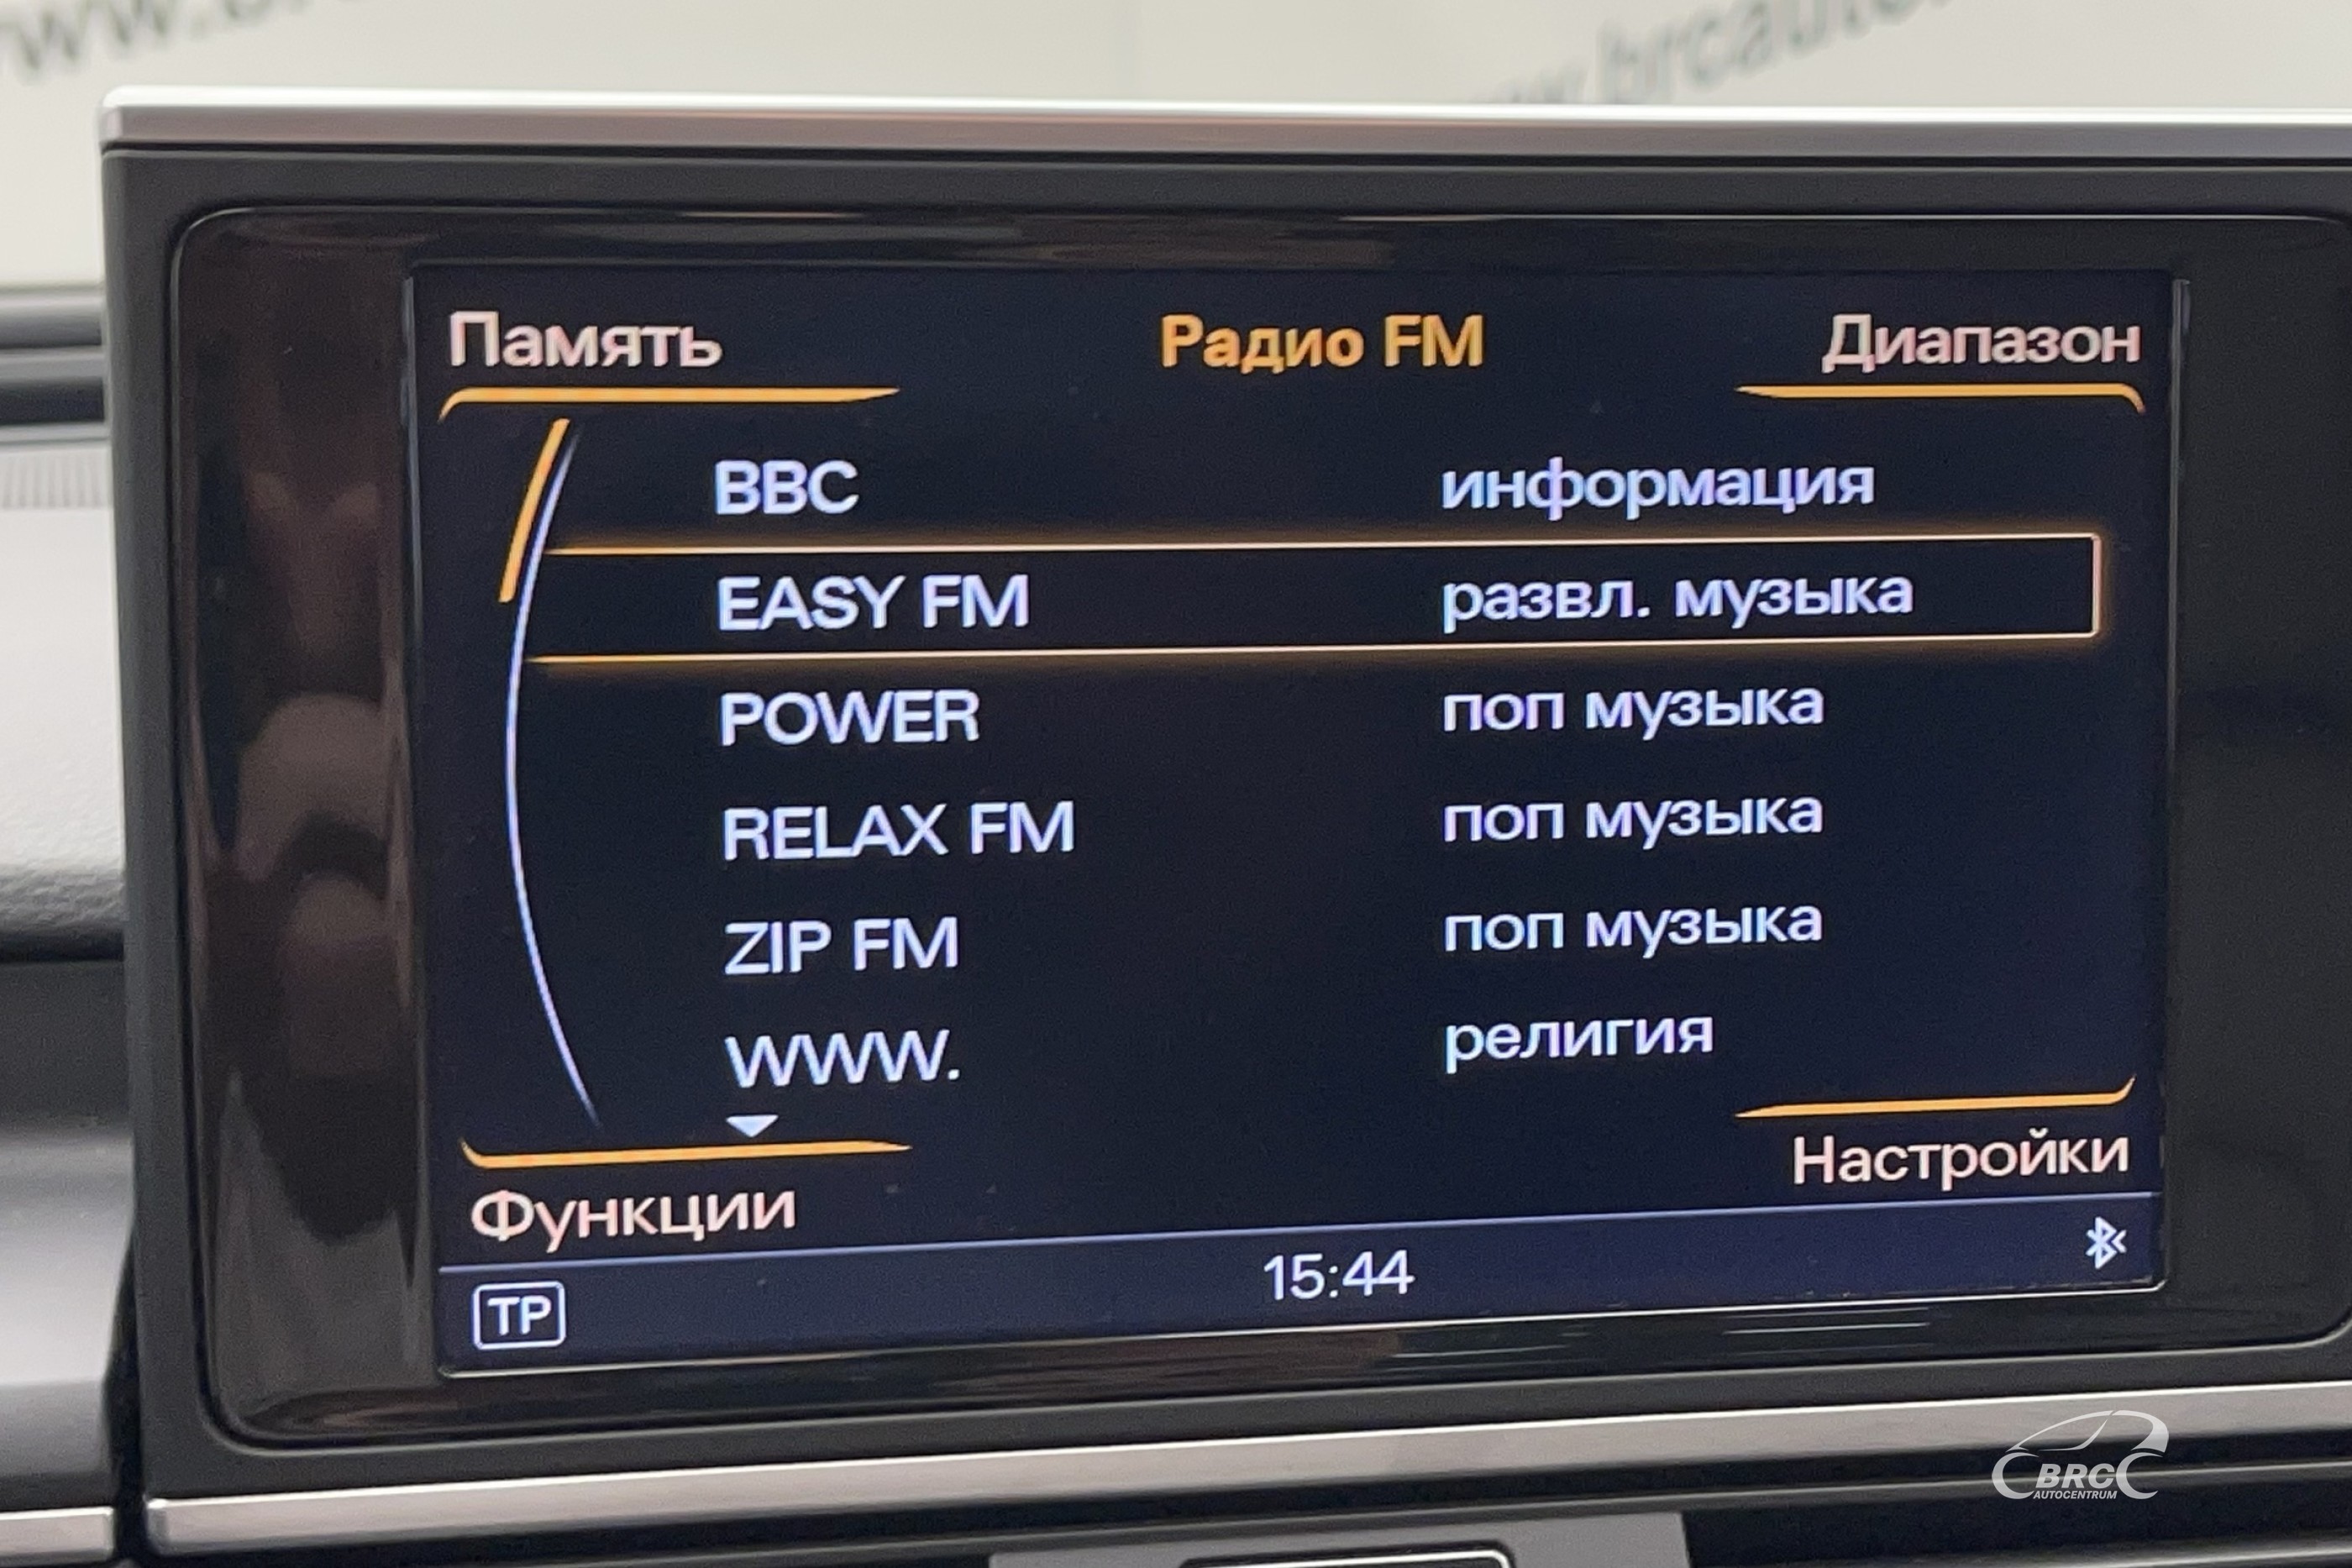 Память Радио FM Диапазон
BBC информация
EASY FM развл. музыка
POWER поп музыка
RELAX FM поп музыка
ZIP FM поп музыка
WWW. религия
Функции Настройки
TP 15:44
BRC
AUTOCENTRUM